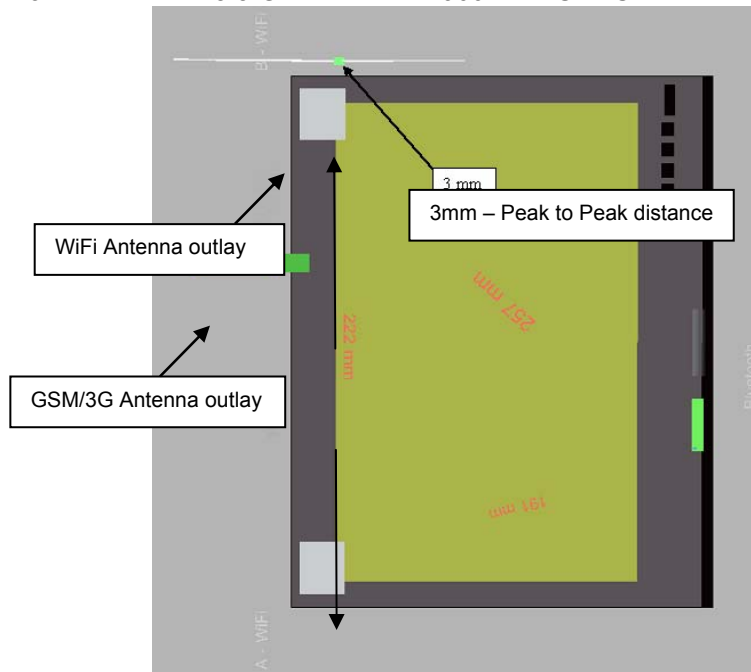 B - WiFi
3 mm
3mm – Peak to Peak distance
WiFi Antenna outlay
257 mm
222 mm
GSM/3G Antenna outlay
Bluetooth
191 mm
A - WiFi